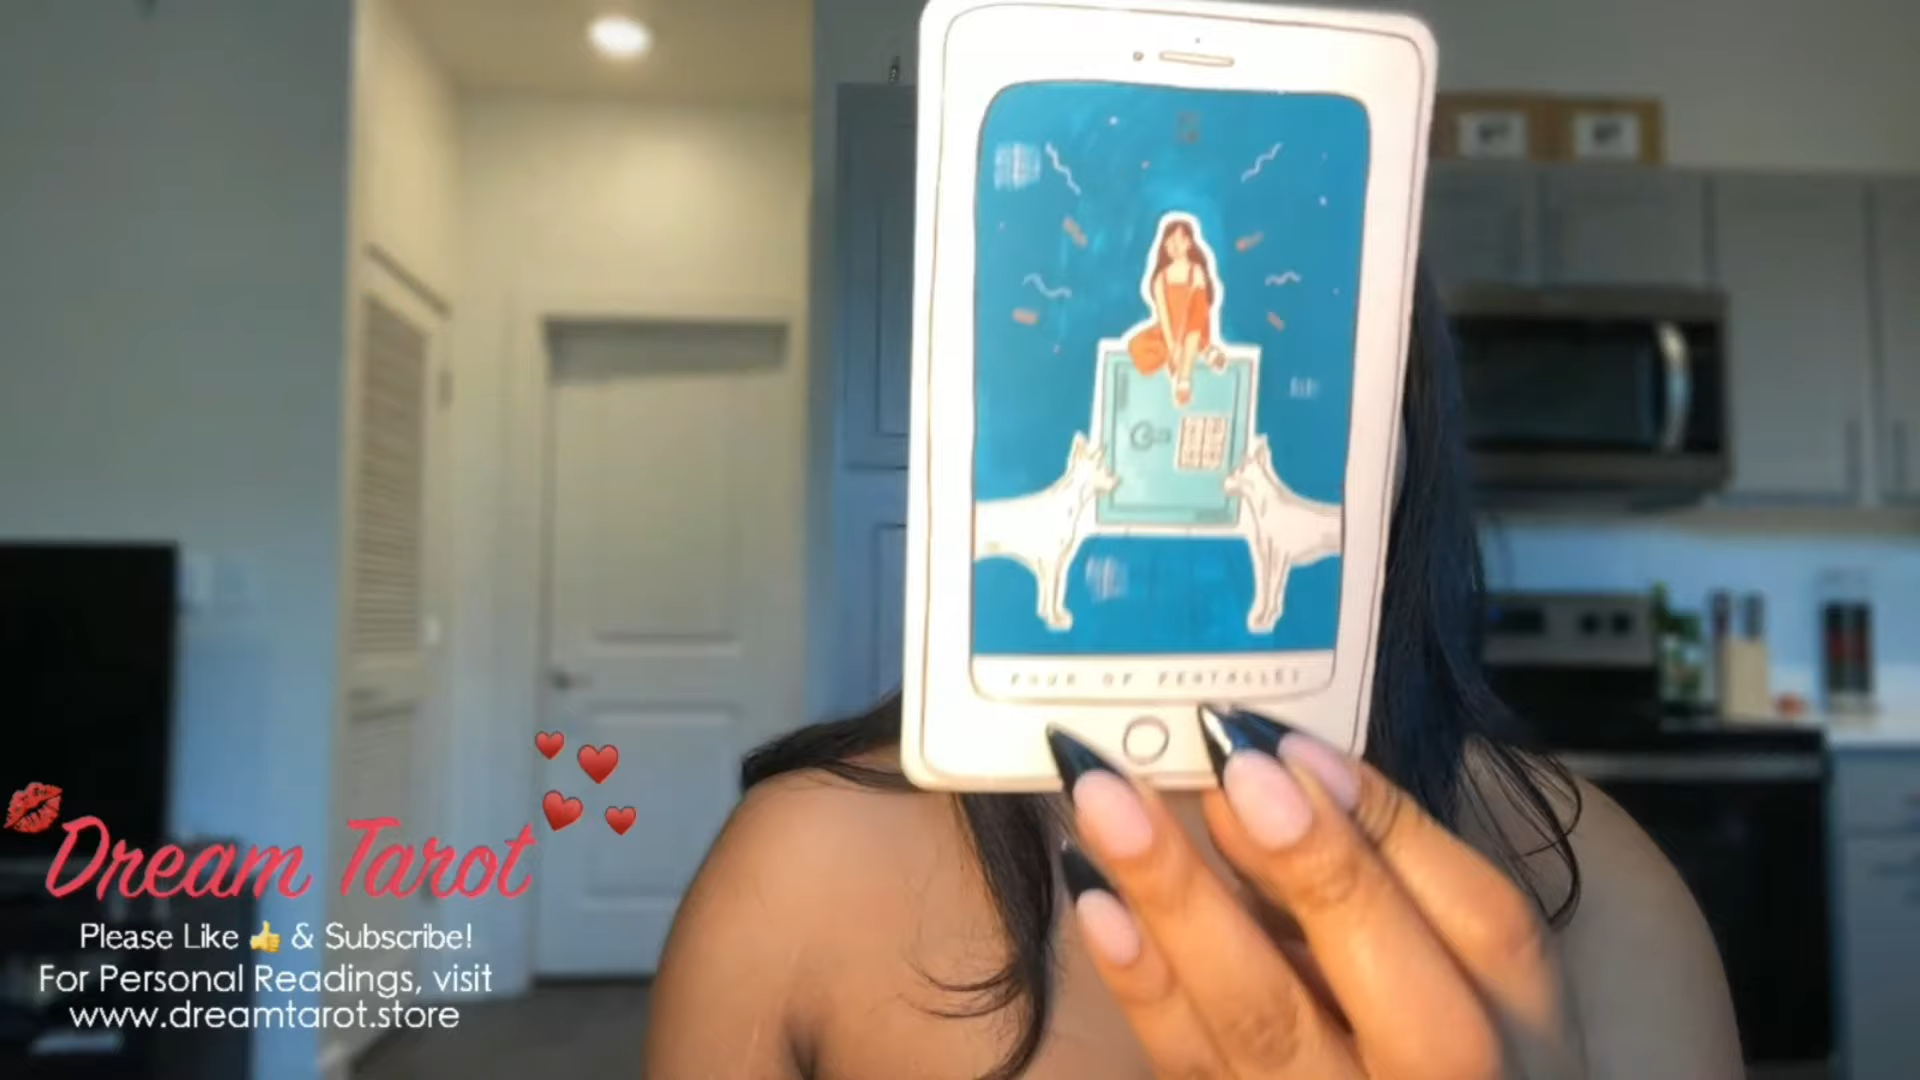 FOUR OF PENTACLES
Dream Tarot
Please Like 👍 & Subscribe!
For Personal Readings, visit
www.dreamtarot.store